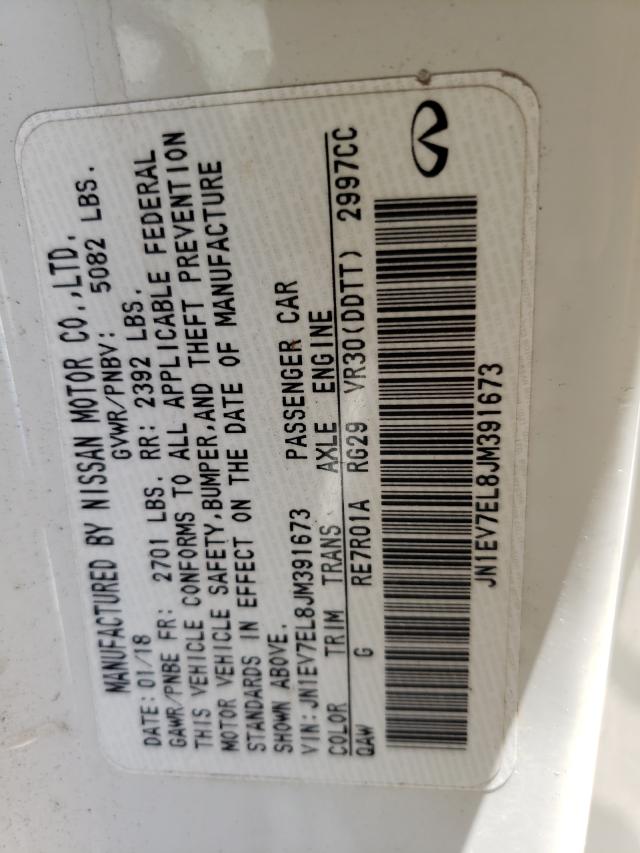 MANUFACTURED BY NISSAN MOTOR CO.,LTD.
DATE: 01/18 GVWR/PNBV: 5082 LBS.
GAWR/PNBE FR: 2701 LBS. RR: 2392 LBS.
THIS VEHICLE CONFORMS TO ALL APPLICABLE FEDERAL
MOTOR VEHICLE SAFETY,BUMPER,AND THEFT PREVENTION
STANDARDS IN EFFECT ON THE DATE OF MANUFACTURE
SHOWN ABOVE.
VIN:JN1EV7EL8JM391673 PASSENGER CAR
COLOR TRIM TRANS AXLE ENGINE
QAW G RE7R01A RG29 VR30(DDTT) 2997CC
JN1EV7EL8JM391673